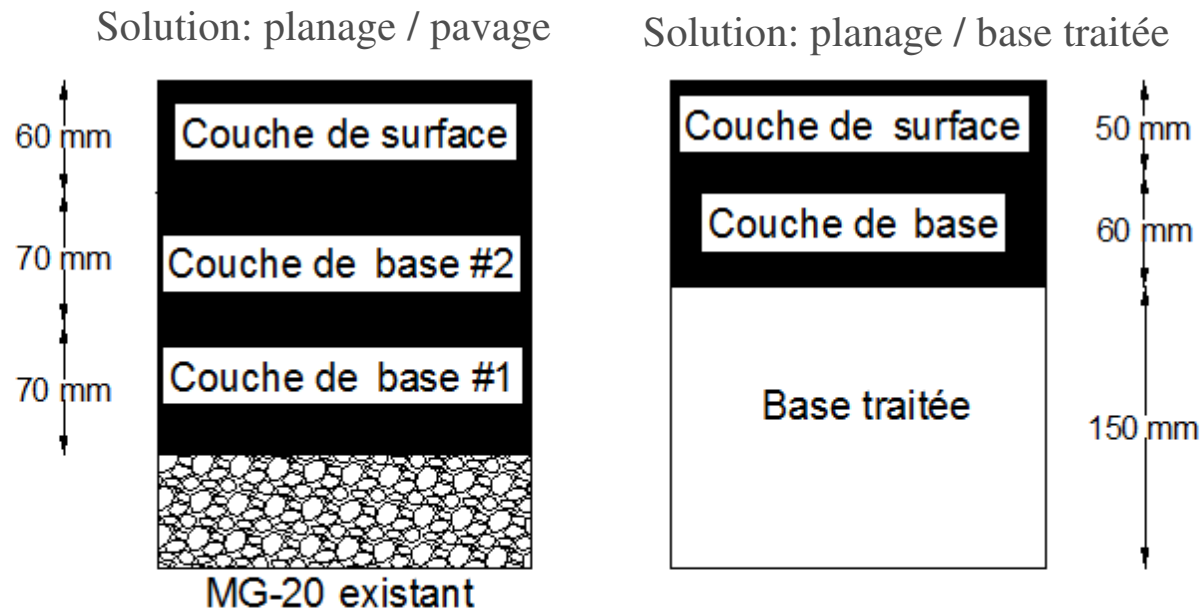 Solution: planage / pavage
60 mm
Couche de surface
70 mm
Couche de base #2
70 mm
Couche de base #1
MG-20 existant
Solution: planage / base traitée
Couche de surface
50 mm
Couche de base
60 mm
Base traitée
150 mm